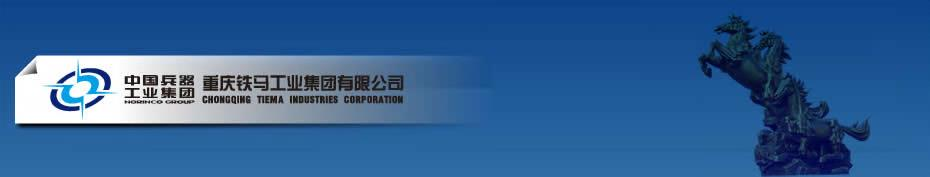 中国兵器
工业集团
NORINCO GROUP
重庆铁马工业集团有限公司
CHONGQING TIEMA INDUSTRIES CORPORATION